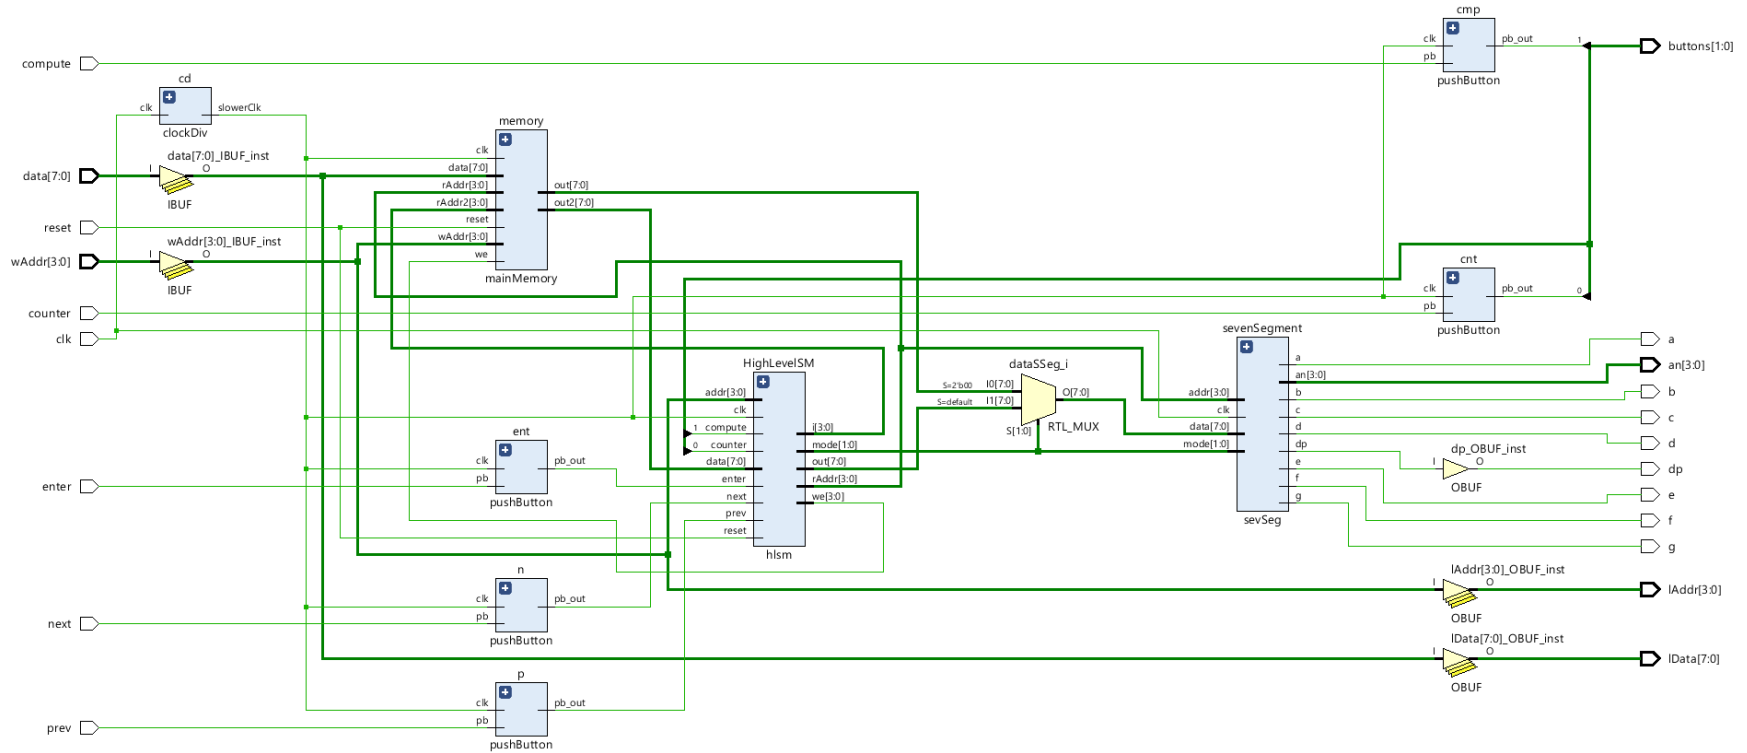 compute
cd
clk
slowerClk
clockDiv
data[7:0]_IBUF_inst
data[7:0]
I
O
IBUF
reset
wAddr[3:0]_IBUF_inst
wAddr[3:0]
I
O
IBUF
counter
clk
memory
clk
data[7:0]
rAddr[3:0]
rAddr2[3:0]
reset
wAddr[3:0]
we
out[7:0]
out2[7:0]
mainMemory
cmp
clk
pb
pb_out
pushButton
1
buttons[1:0]
cnt
clk
pb
pb_out
0
pushButton
HighLevelSM
addr[3:0]
clk
1
compute
0
counter
data[7:0]
enter
next
prev
reset
i[3:0]
mode[1:0]
out[7:0]
rAddr[3:0]
we[3:0]
hlsm
dataSSeg_i
S=2'b00
I0[7:0]
S=default
I1[7:0]
O[7:0]
S[1:0]
RTL_MUX
sevenSegment
addr[3:0]
clk
data[7:0]
mode[1:0]
a
an[3:0]
b
c
d
dp
e
f
g
sevSeg
a
an[3:0]
b
c
d
dp_OBUF_inst
I
O
OBUF
dp
e
f
g
ent
clk
pb
pb_out
pushButton
enter
n
clk
pb
pb_out
pushButton
next
p
clk
pb
pb_out
pushButton
prev
lAddr[3:0]_OBUF_inst
I
O
OBUF
lAddr[3:0]
lData[7:0]_OBUF_inst
I
O
OBUF
lData[7:0]